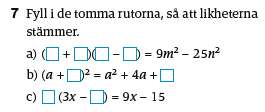 7 Fyll i de tomma rutorna, så att likheterna
stämmer.
a) (□ + □)(□ − □) = 9m² − 25n²
b) (a + □)² = a² + 4a + □
c) □ (3x − □) = 9x − 15